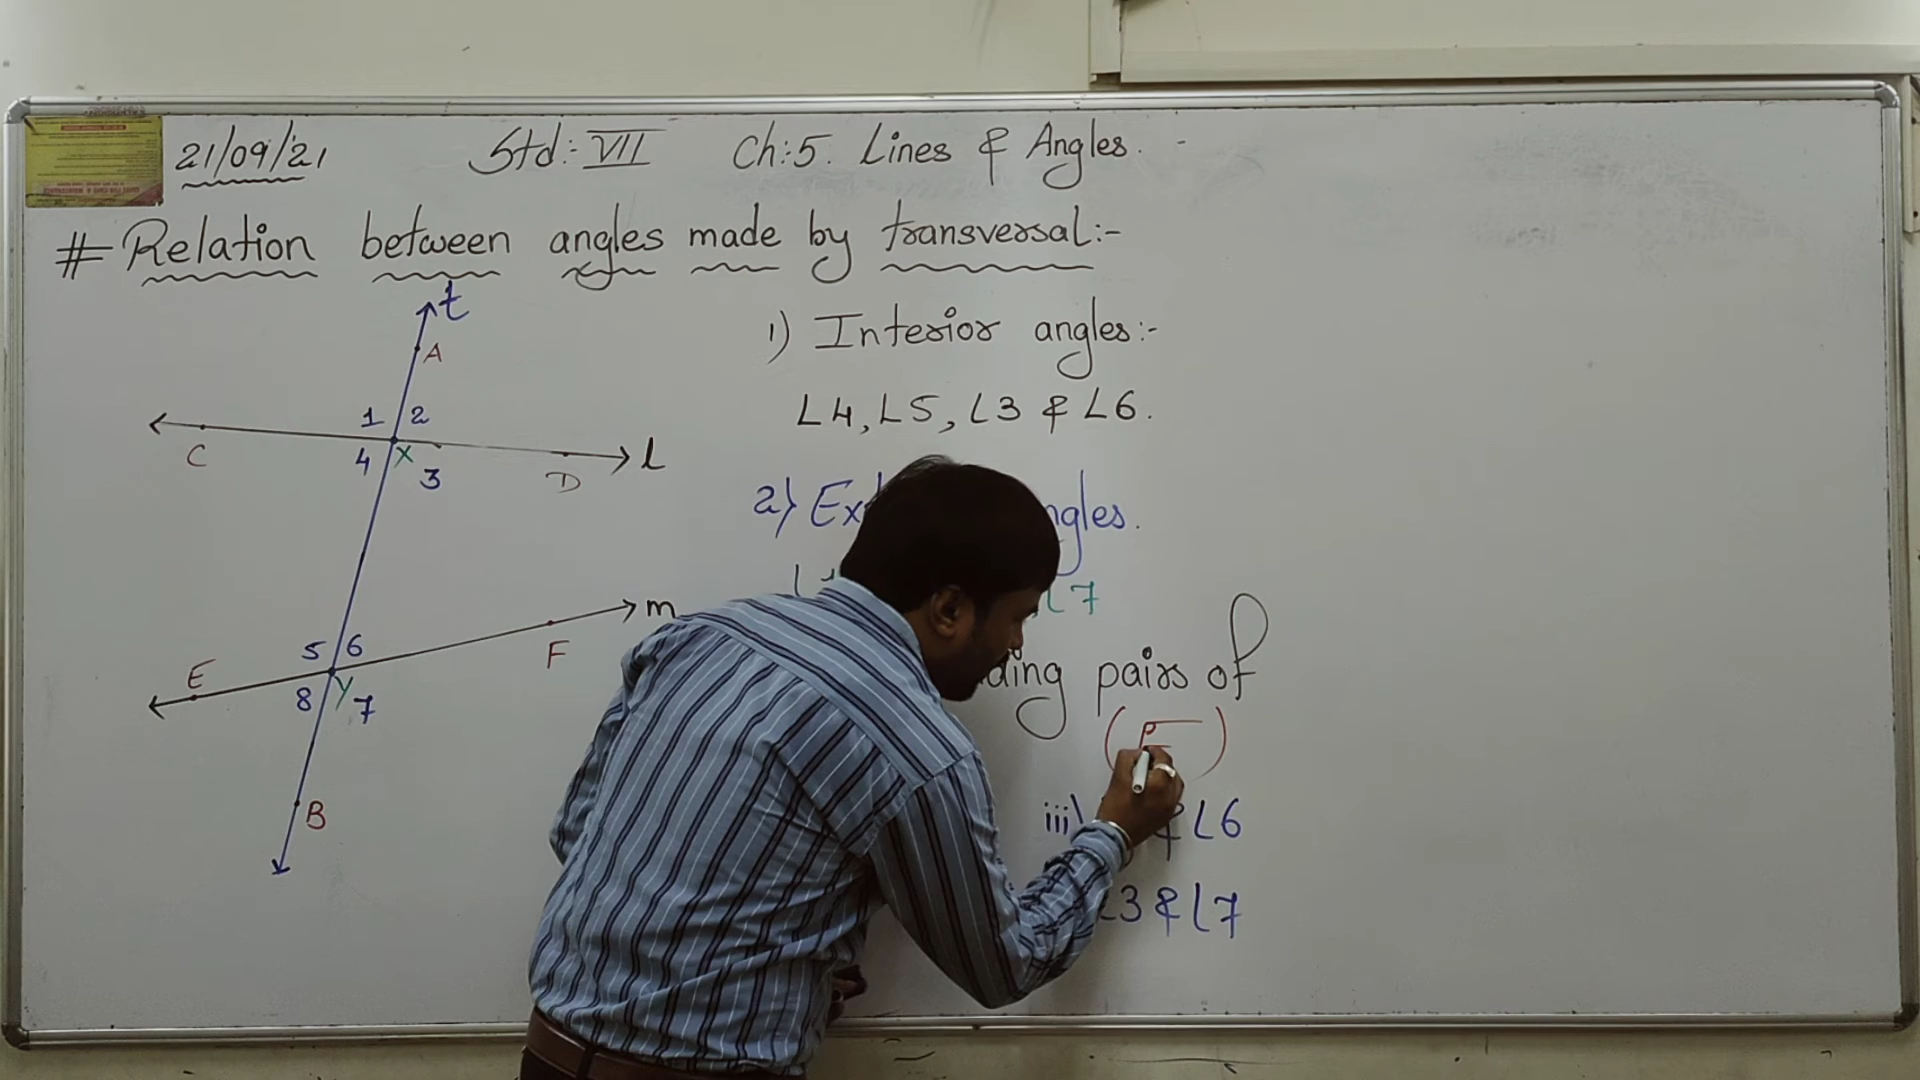 21/09/21 Std:- VII Ch:5. Lines & Angles.
# Relation between angles made by transversal:-
t
A
1 2
C X D l
4 3
m
5 6
E F
8 Y 7
B
1) Interior angles:-
∠4, ∠5, ∠3 & ∠6.
2) angles.
∠7
pairs of
iii) & ∠6
∠3 & ∠7